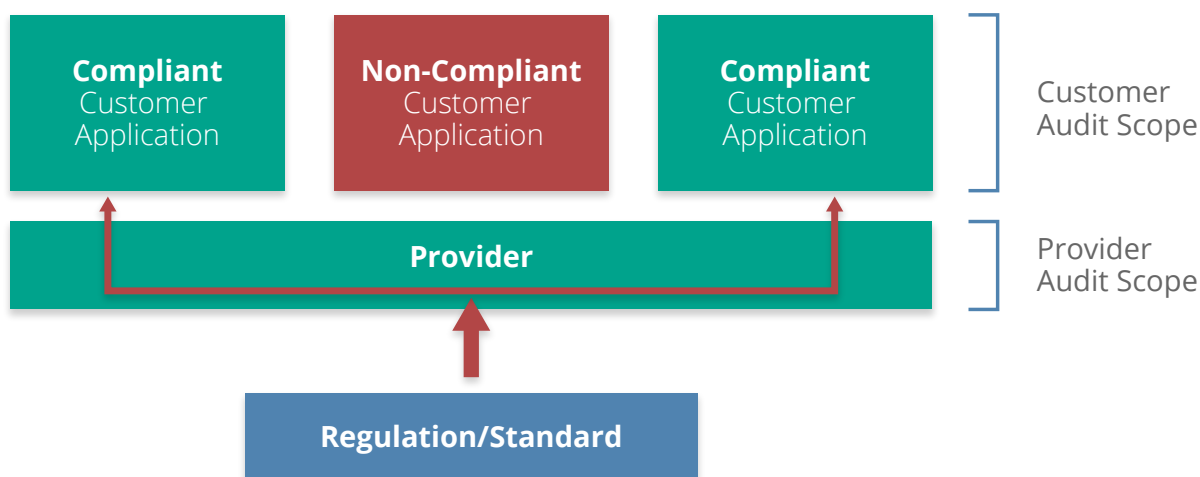 Compliant
Customer
Application
Non-Compliant
Customer
Application
Compliant
Customer
Application
Customer
Audit Scope
Provider
Provider
Audit Scope
Regulation/Standard